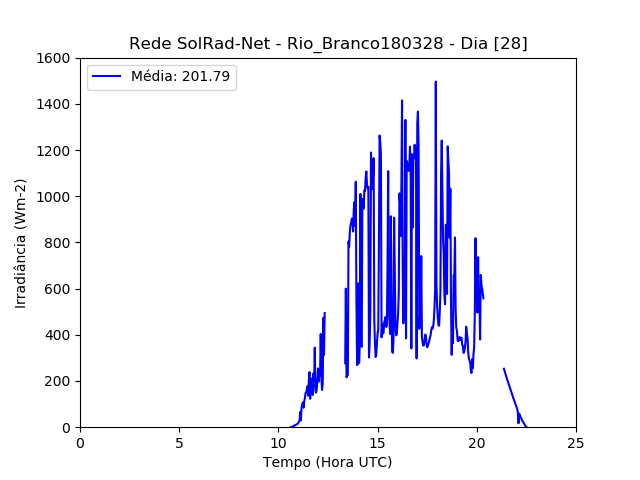 Rede SolRad-Net - Rio_Branco180328 - Dia [28]
Média: 201.79
Irradiância (Wm-2)
1600
1400
1200
1000
800
600
400
200
0
0 5 10 15 20 25
Tempo (Hora UTC)